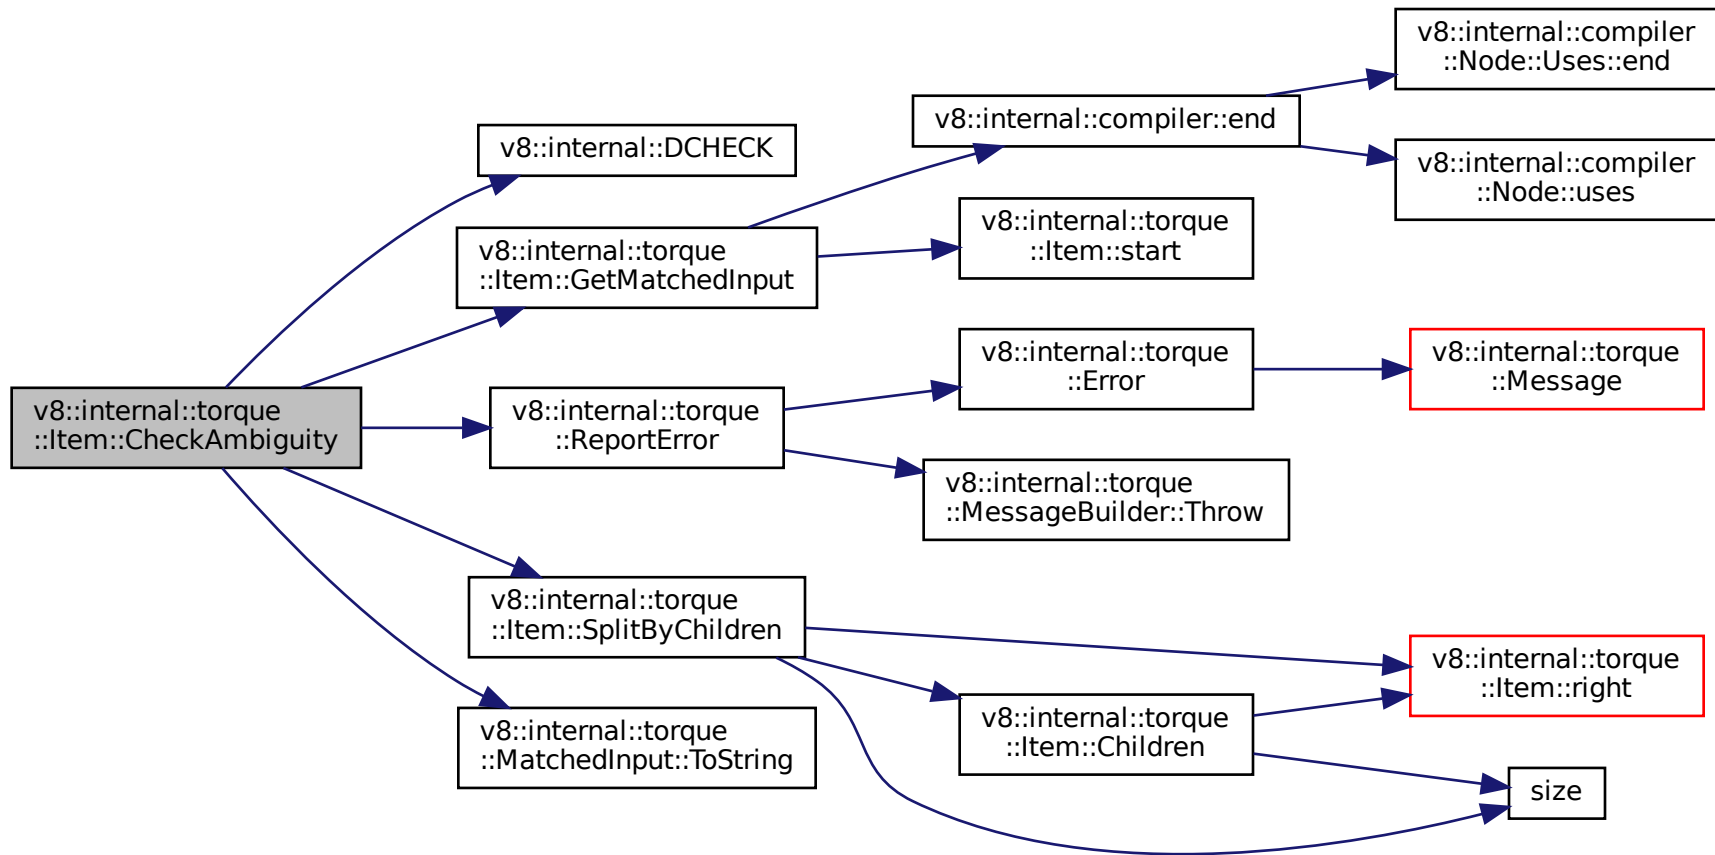 v8::internal::torque
::Item::CheckAmbiguity
v8::internal::DCHECK
v8::internal::torque
::Item::GetMatchedInput
v8::internal::compiler::end
v8::internal::compiler
::Node::Uses::end
v8::internal::compiler
::Node::uses
v8::internal::torque
::Item::start
v8::internal::torque
::ReportError
v8::internal::torque
::Error
v8::internal::torque
::Message
v8::internal::torque
::MessageBuilder::Throw
v8::internal::torque
::Item::SplitByChildren
v8::internal::torque
::Item::right
v8::internal::torque
::Item::Children
size
v8::internal::torque
::MatchedInput::ToString